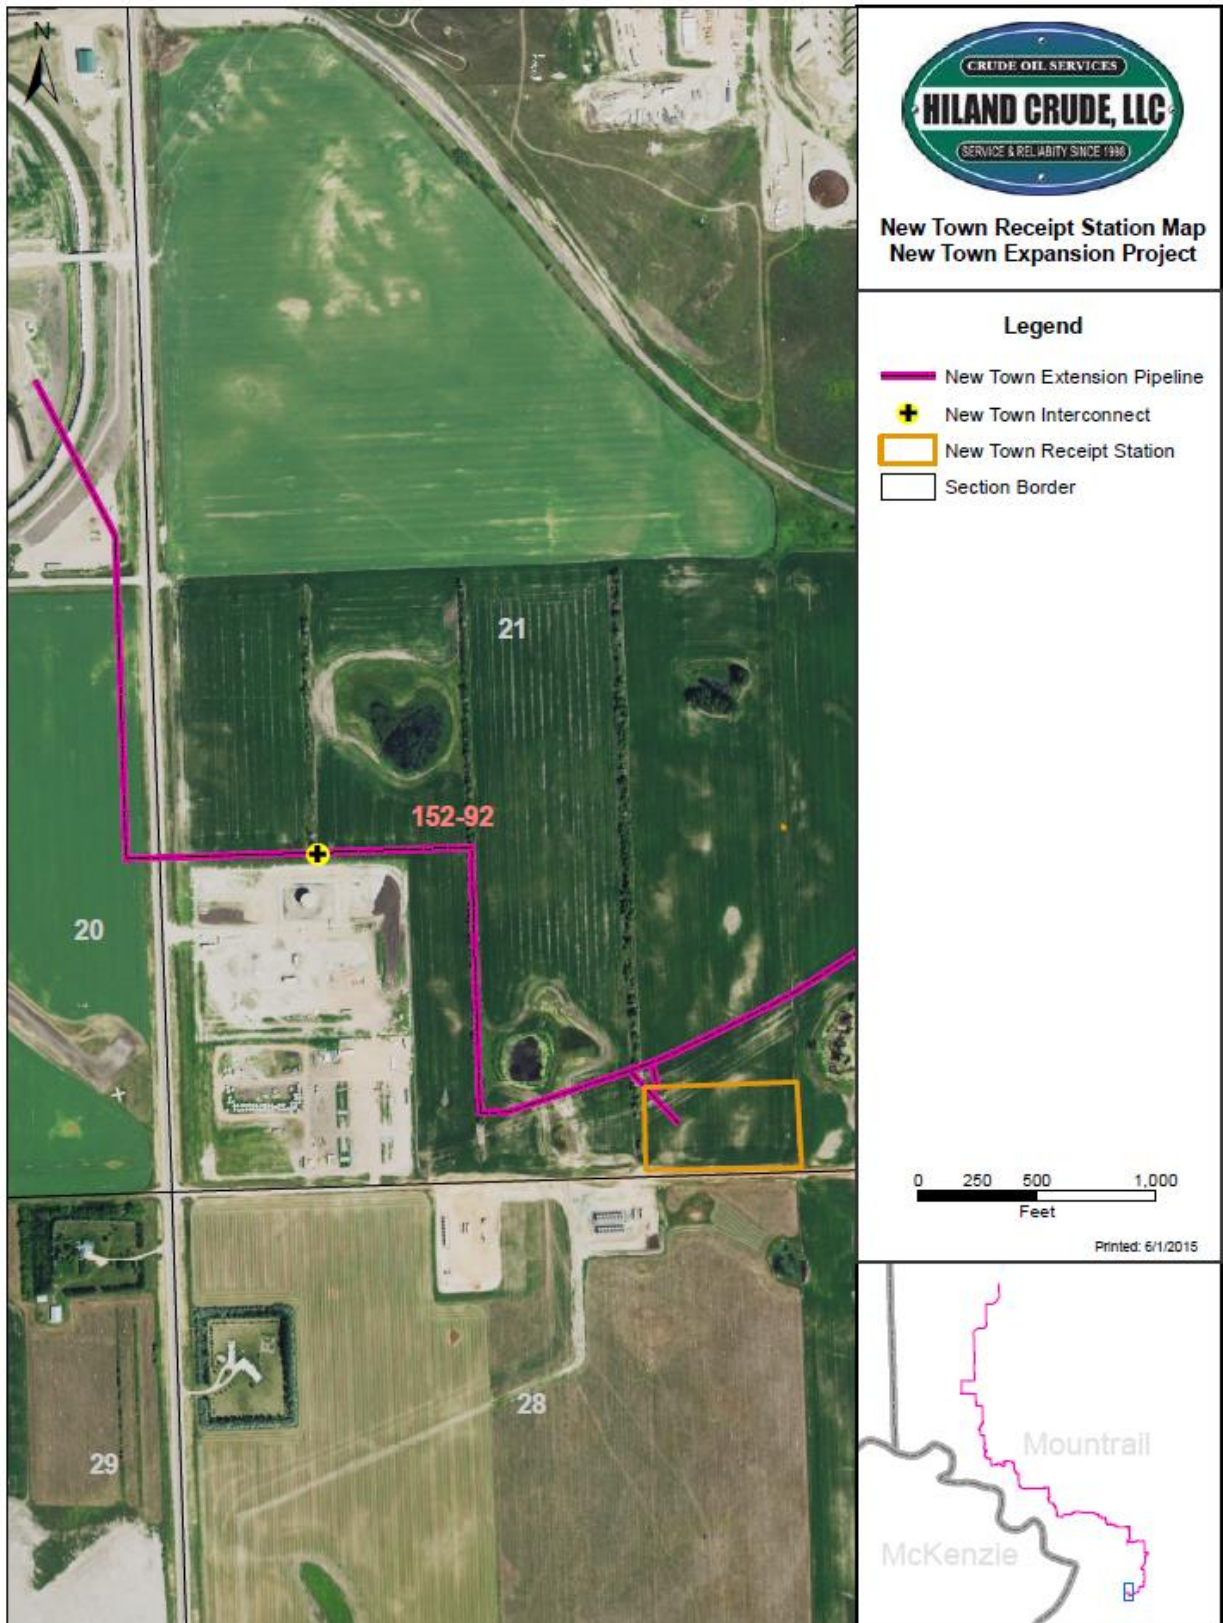 N
21
152-92
20
28
29
CRUDE OIL SERVICES
HILAND CRUDE, LLC
SERVICE & RELIABITY SINCE 1998
New Town Receipt Station Map
New Town Expansion Project
Legend
New Town Extension Pipeline
New Town Interconnect
New Town Receipt Station
Section Border
0 250 500 1,000
Feet
Printed: 6/1/2015
Mountrail
McKenzie